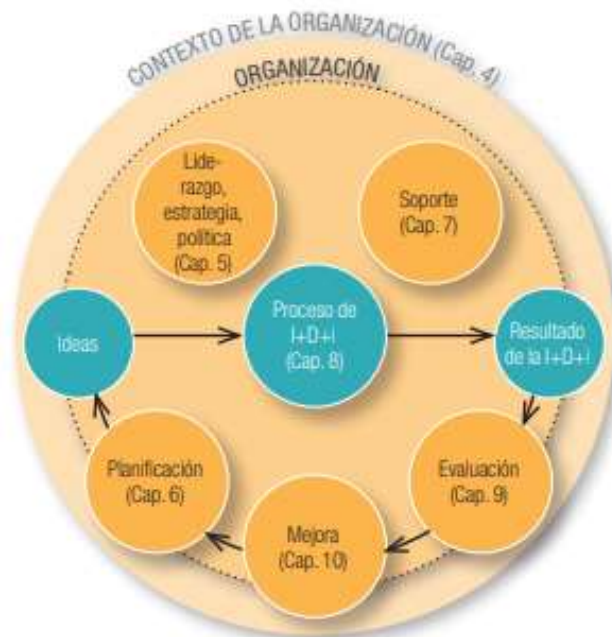 CONTEXTO DE LA ORGANIZACIÓN (Cap. 4)
ORGANIZACIÓN
Lide-
razgo,
estrategia,
política
(Cap. 5)
Soporte
(Cap. 7)
Ideas
Proceso de
I+D+i
(Cap. 8)
Resultado
de la I+D+i
Planificación
(Cap. 6)
Evaluación
(Cap. 9)
Mejora
(Cap. 10)